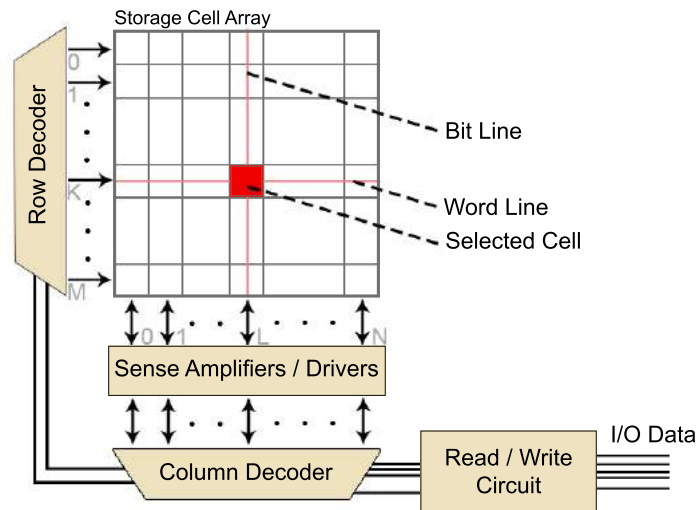 Storage Cell Array
Row Decoder
0
1
K
M
Bit Line
Word Line
Selected Cell
0 1 L N
Sense Amplifiers / Drivers
Column Decoder
Read / Write
Circuit
I/O Data